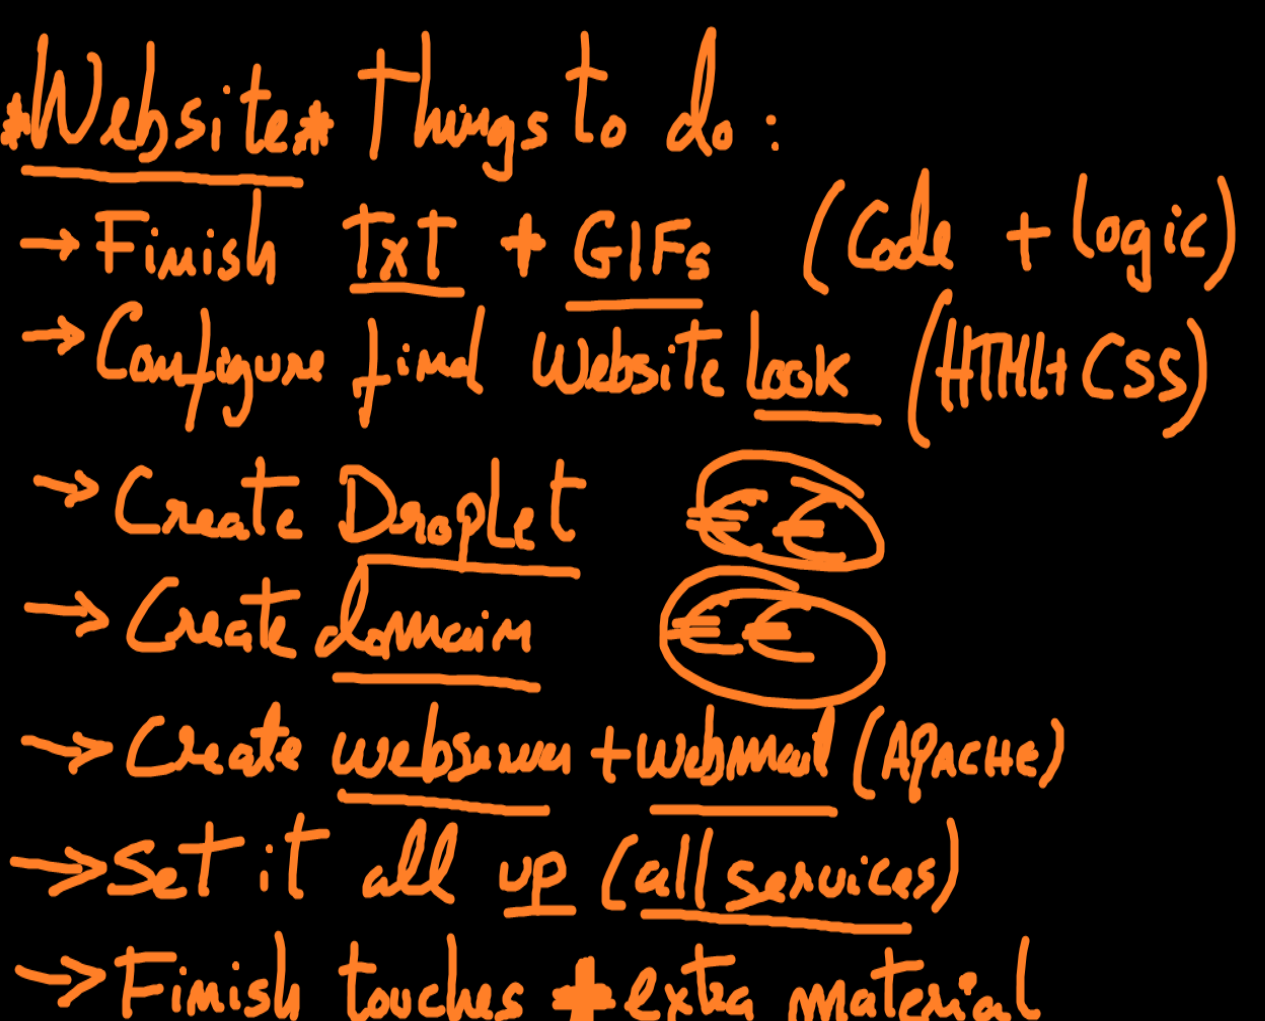 *Website* Things to do :
→ Finish Txt + GIFs (Code + logic)
→ Configure final Website look (HTML+CSS)
→ Create Droplet €€
→ Create domain €€
→ Create webserver + webmail (APACHE)
→ Set it all up (all services)
→ Finish touches + extra material